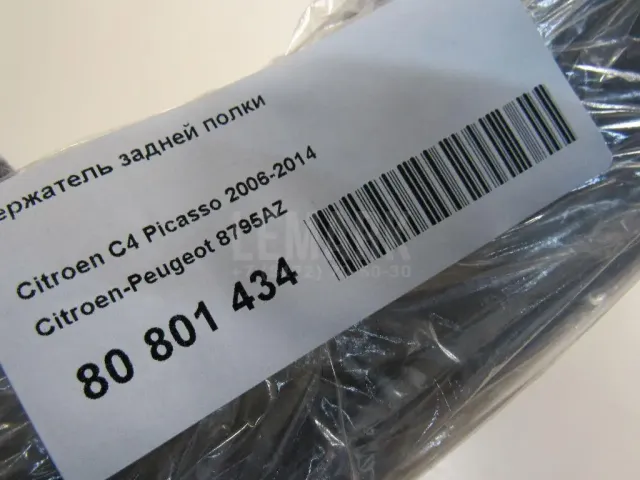 ержатель задней полки
Citroen C4 Picasso 2006-2014
Citroen-Peugeot 8795AZ
80 801 434